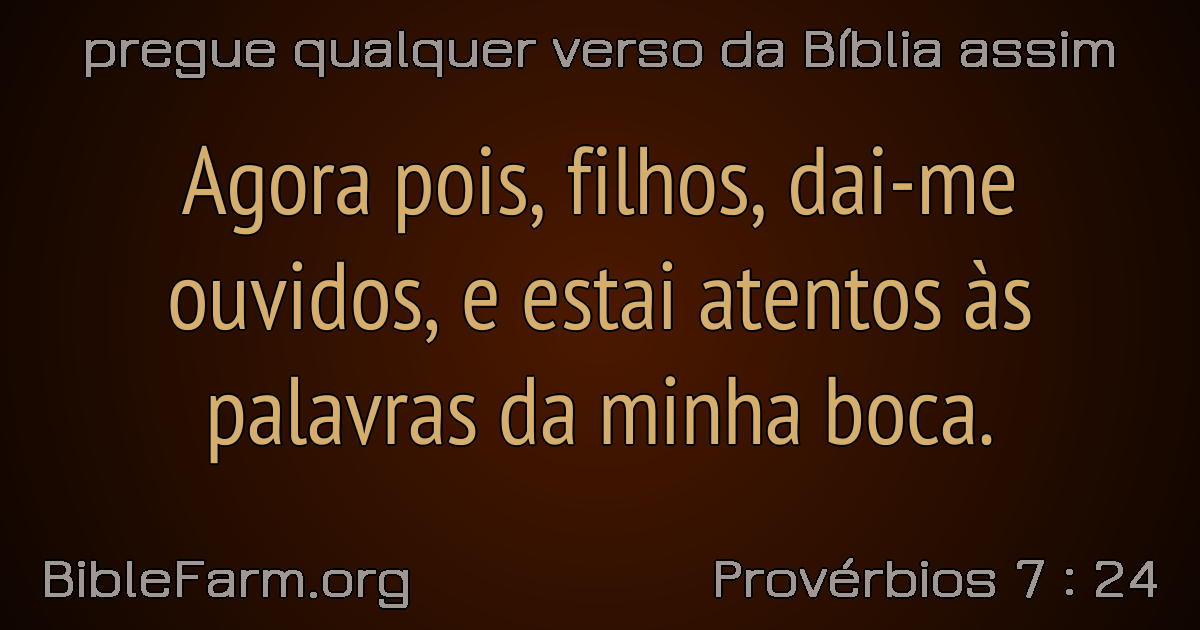 pregue qualquer verso da Bíblia assim
Agora pois, filhos, dai-me
ouvidos, e estai atentos às
palavras da minha boca.
BibleFarm.org
Provérbios 7 : 24